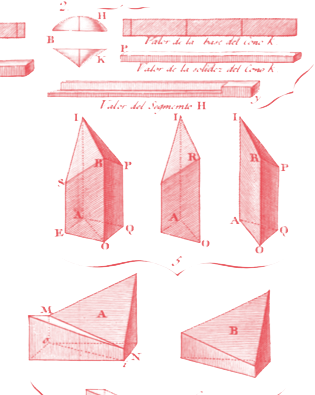 2
H
B
K
Valor de la base del Cono k
P
Valor de la solidez del Cono k
Valor del Segmento H
I I I
B R R
P P
S
A A A
E O Q O O Q
5
M A B
N